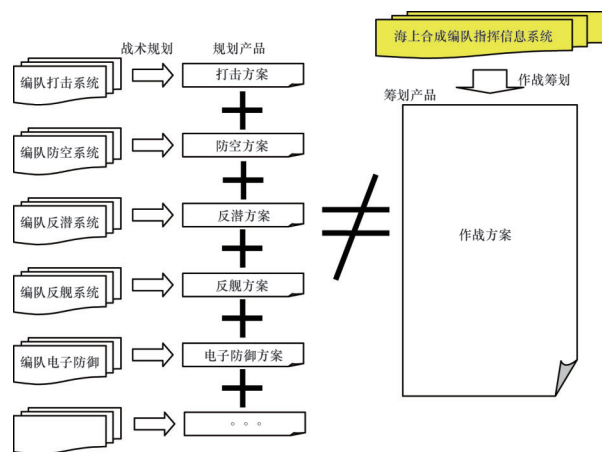 战术规划
规划产品
海上合成编队指挥信息系统
作战筹划
筹划产品
编队打击系统
打击方案
编队防空系统
防空方案
编队反潜系统
反潜方案
作战方案
编队反舰系统
反舰方案
编队电子防御
电子防御方案
。。。